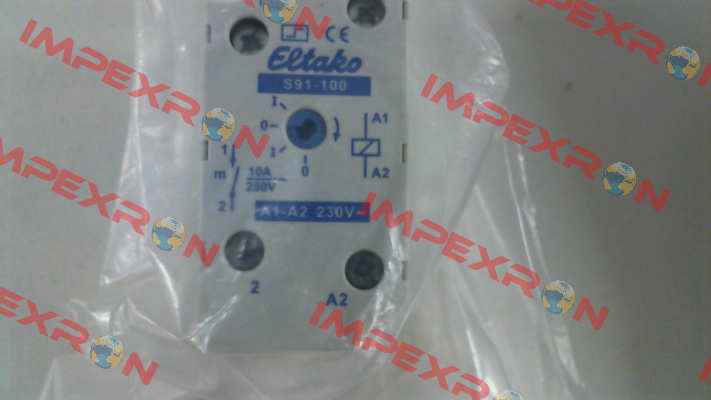 CE
Eltako
S91-100
I
0
I
0
A1
A2
1
m
2
10A
250V~
A1-A2 230V~
2
A2
IMPEXRON
IMPEXRON
IMPEXRON
IMPEXRON
IMPEXRON
IMPEXRON
IMPEXRON
IMPEXRON
IMPEXRON